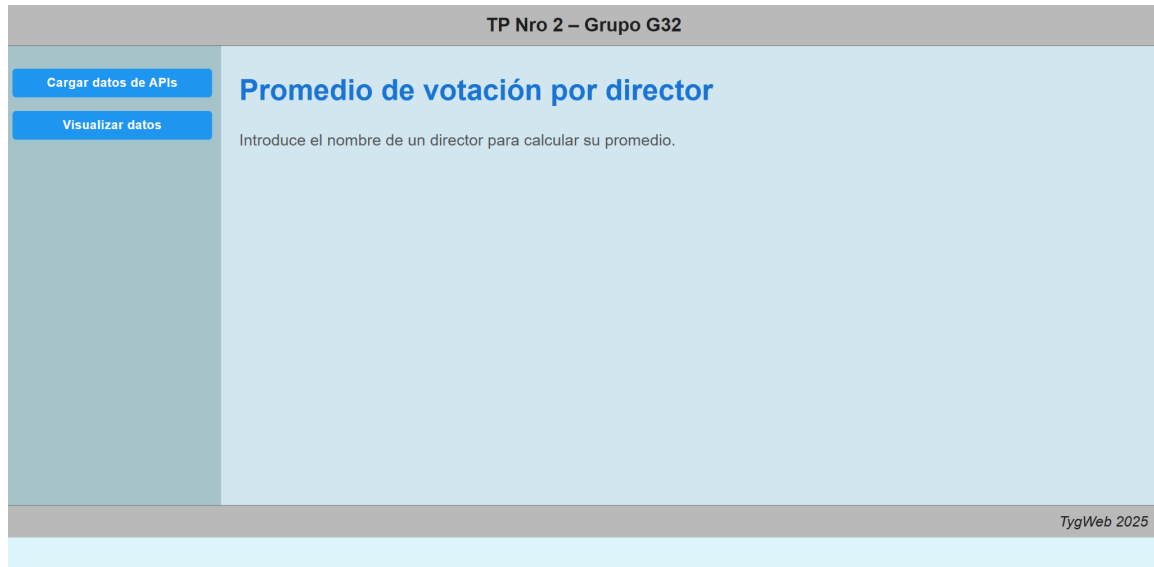 TP Nro 2 – Grupo G32
Cargar datos de APIs
Visualizar datos
Promedio de votación por director
Introduce el nombre de un director para calcular su promedio.
TygWeb 2025